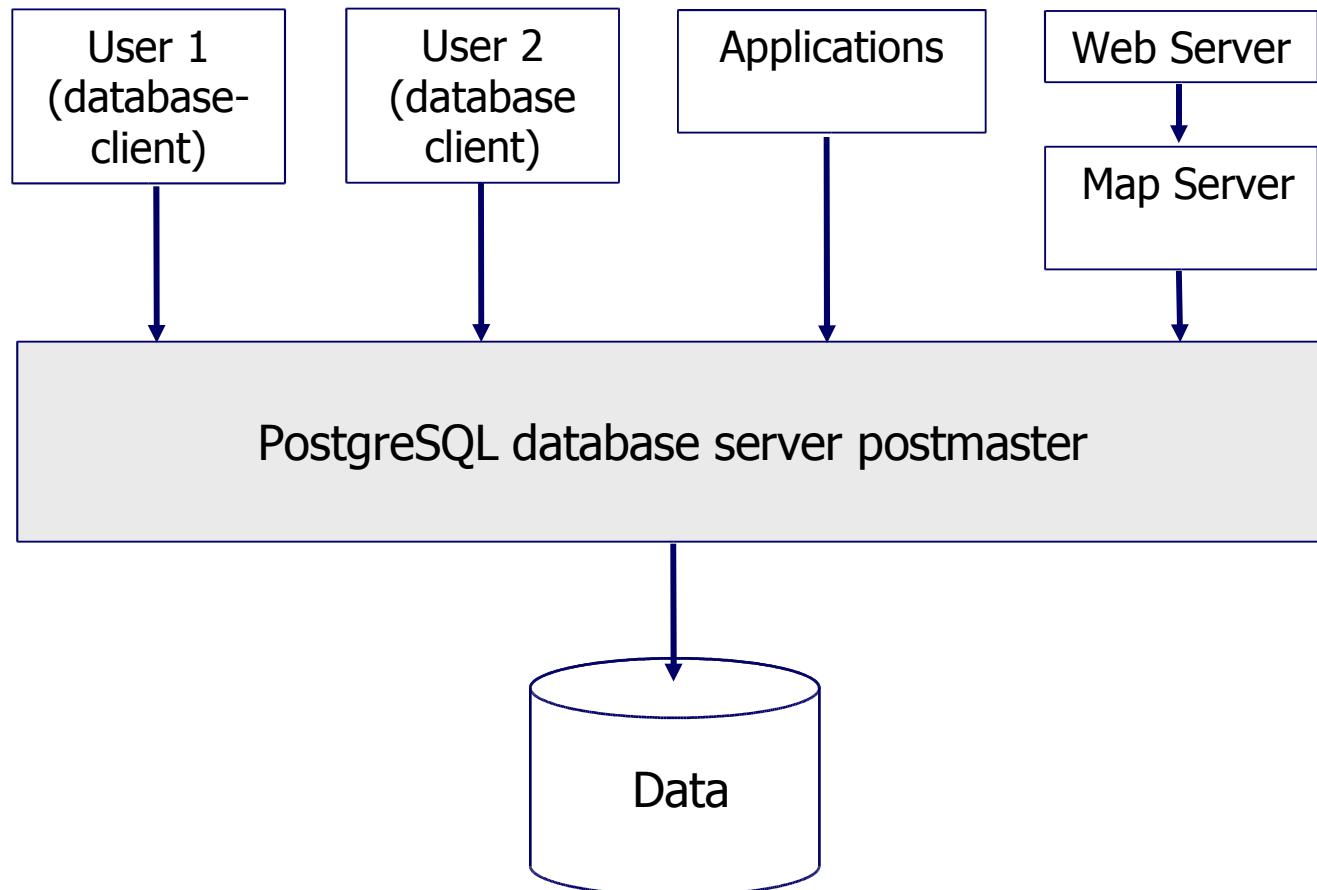 User 1
(database-
client)
User 2
(database
client)
Applications
Web Server
Map Server
PostgreSQL database server postmaster
Data